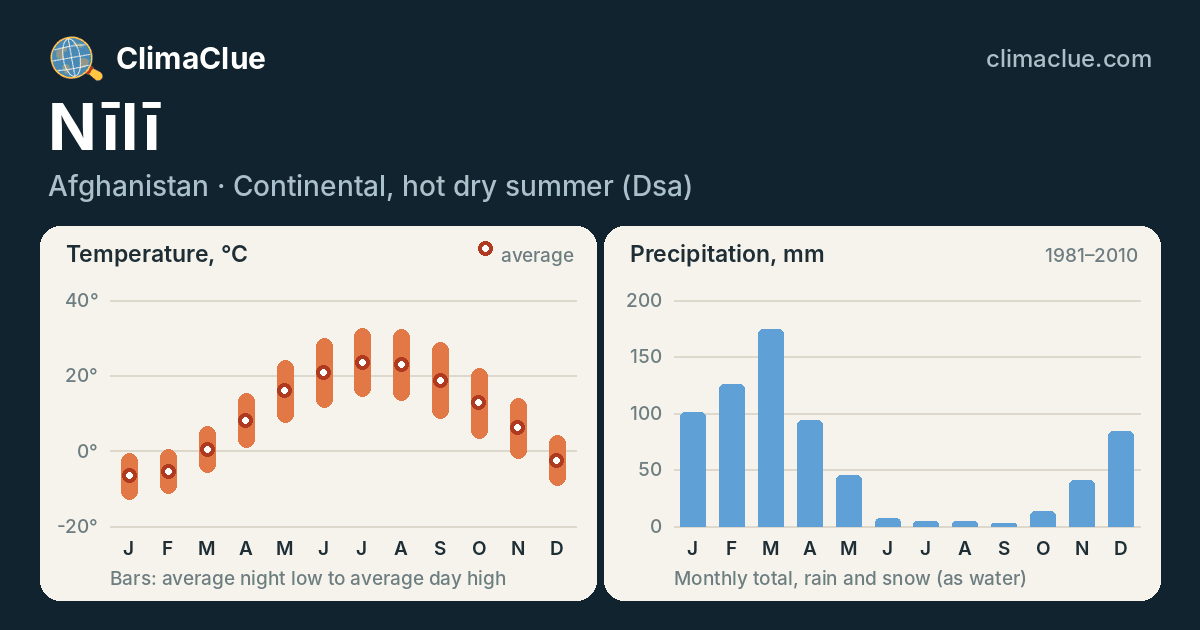 ClimaClue
climaclue.com
Nīlī
Afghanistan · Continental, hot dry summer (Dsa)
Temperature, °C
average
40°
20°
0°
-20°
J F M A M J J A S O N D
Bars: average night low to average day high
Precipitation, mm
1981–2010
200
150
100
50
0
J F M A M J J A S O N D
Monthly total, rain and snow (as water)